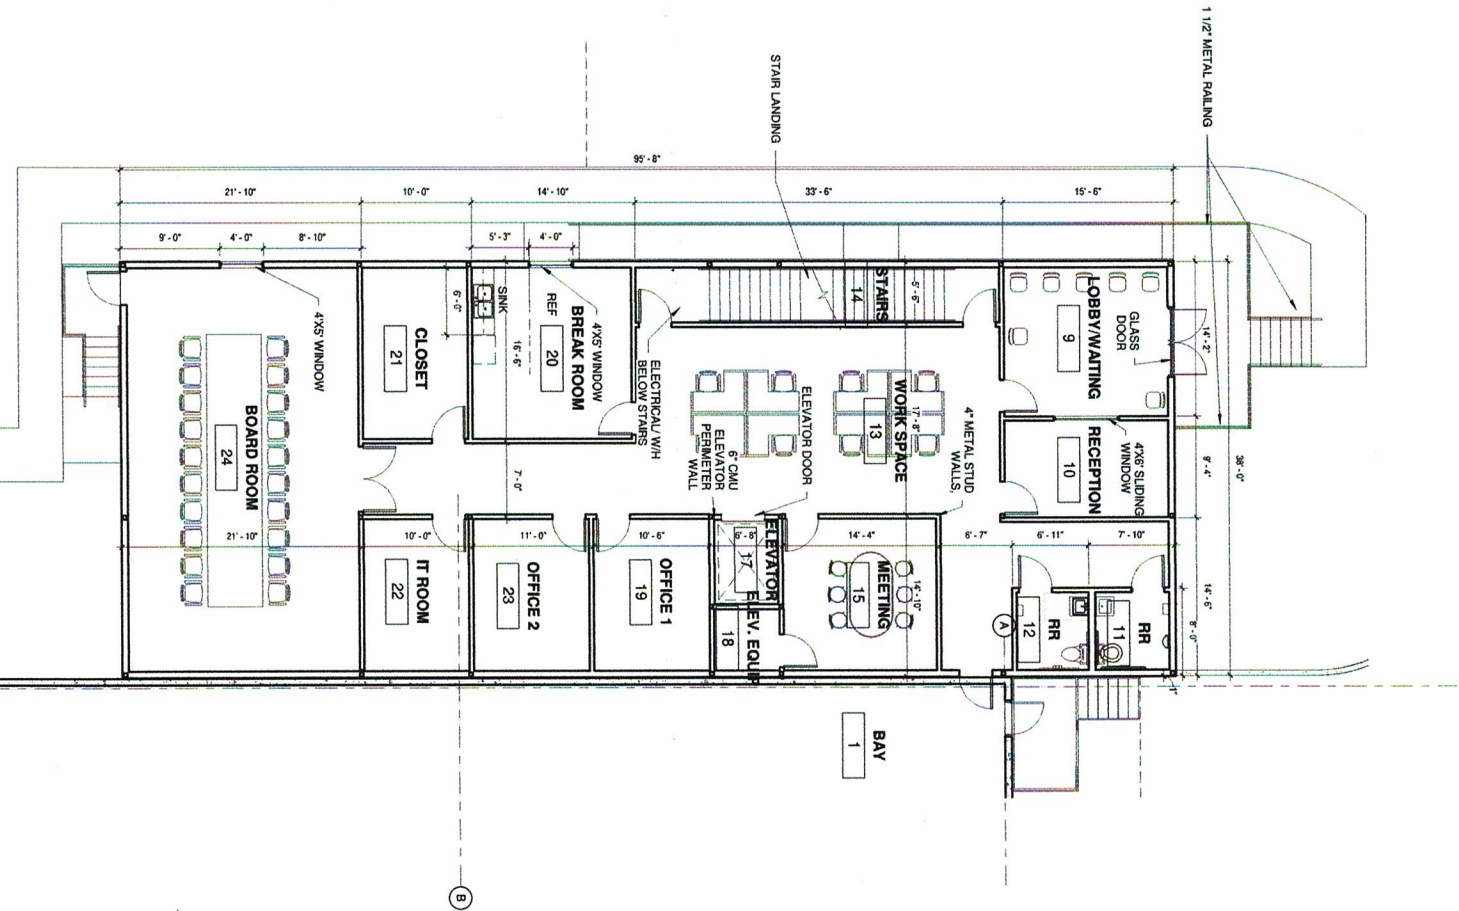 1 1/2" METAL RAILING
STAIR LANDING
95' - 8"
21' - 10"
10' - 0"
14' - 10"
33' - 6"
15' - 6"
9' - 0"
4' - 0"
8' - 10"
5' - 3"
4' - 0"
4'X5' WINDOW
BOARD ROOM
24
21' - 10"
CLOSET
21
6' - 0"
SINK
REF
BREAK ROOM
20
4'X5' WINDOW
16' - 6"
ELECTRICAL/ W/H
BELOW STAIRS
STAIRS
14
5' - 6"
LOBBY/WAITING
9
GLASS
DOOR
14' - 2"
WORK SPACE
13
17' - 8"
ELEVATOR DOOR
6" CMU
ELEVATOR
PERIMETER
WALL
4" METAL STUD
WALLS,
RECEPTION
10
4'X6' SLIDING
WINDOW
9' - 4"
38' - 0"
7' - 0"
10' - 0"
11' - 0"
10' - 6"
6' - 8"
14' - 4"
6' - 7"
6' - 11"
7' - 10"
IT ROOM
22
OFFICE 2
23
OFFICE 1
19
ELEVATOR
17
ELEV. EQUIP
18
MEETING
15
14' - 10"
RR
12
RR
11
14' - 6"
8' - 0"
1"
A
BAY
1
B